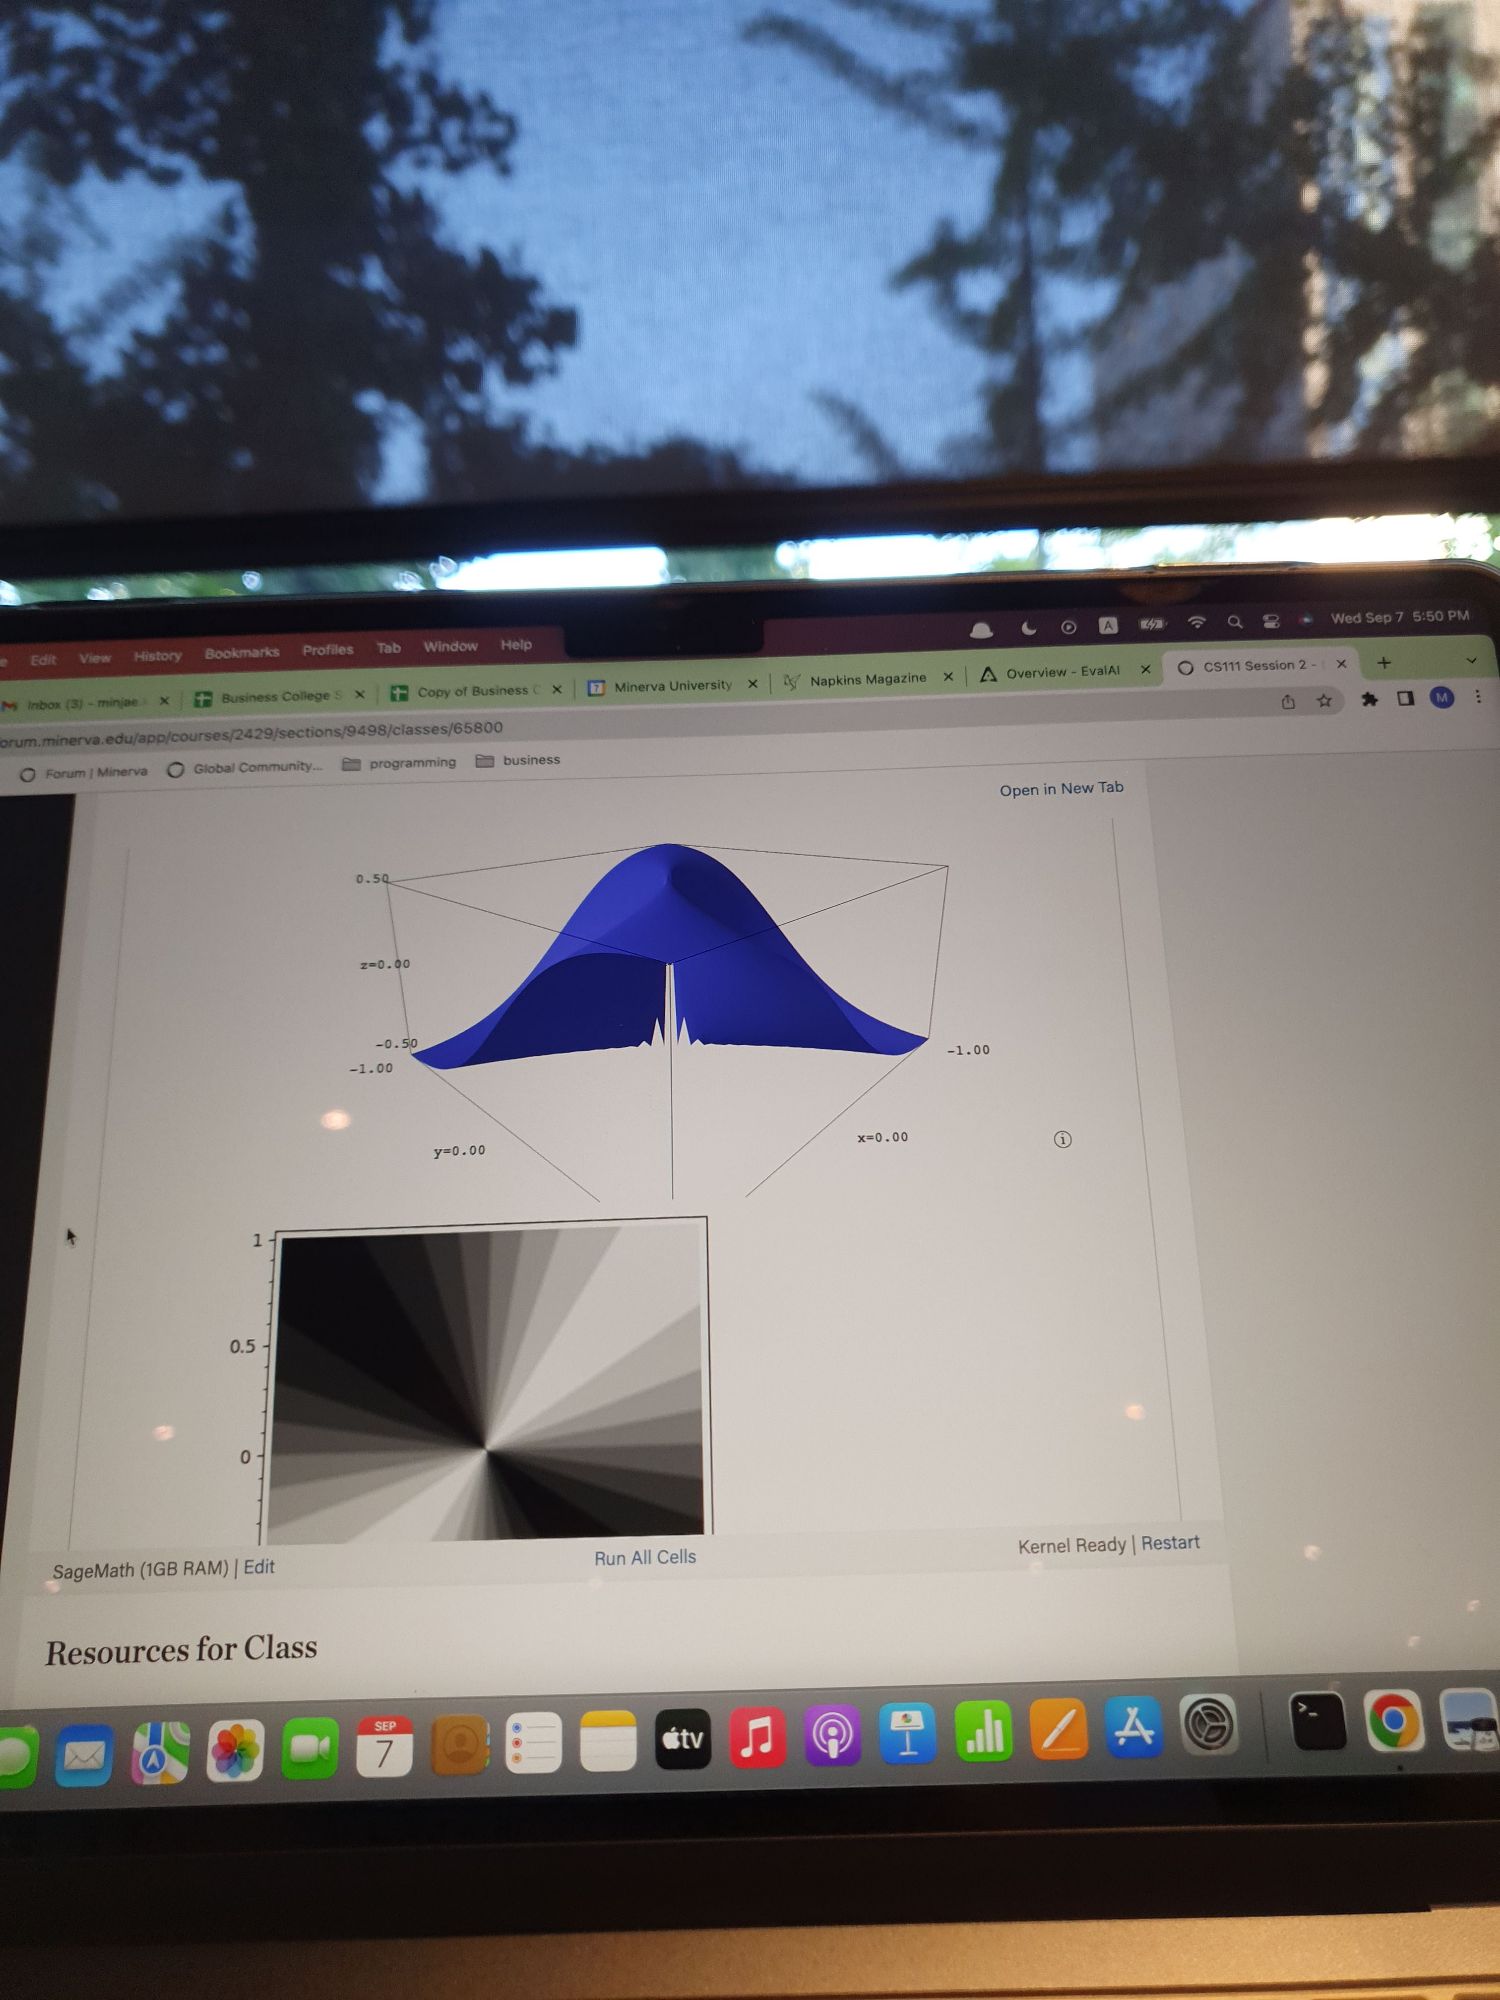 Edit View History Bookmarks Profiles Tab Window Help
A
Wed Sep 7 5:50 PM
Inbox (3) - minjae
Business College S
Copy of Business C
7
Minerva University
Napkins Magazine
Overview - EvalAI
CS111 Session 2 -
orum.minerva.edu/app/courses/2429/sections/9498/classes/65800
M
Forum | Minerva
Global Community...
programming
business
Open in New Tab
0.50
z=0.00
-0.50
-1.00
-1.00
y=0.00
x=0.00
i
1
0.5
0
SageMath (1GB RAM) | Edit
Run All Cells
Kernel Ready | Restart
Resources for Class
SEP
7
tv
>_